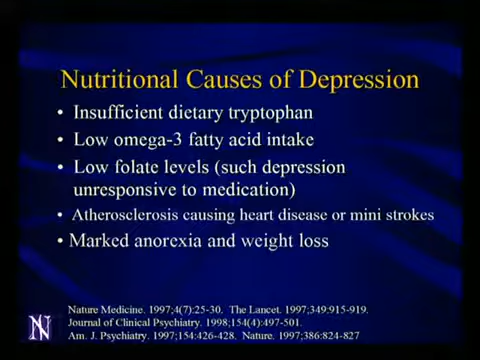 Nutritional Causes of Depression
• Insufficient dietary tryptophan
• Low omega-3 fatty acid intake
• Low folate levels (such depression
unresponsive to medication)
• Atherosclerosis causing heart disease or mini strokes
• Marked anorexia and weight loss
Nature Medicine. 1997;4(7):25-30. The Lancet. 1997;349:915-919.
Journal of Clinical Psychiatry. 1998;154(4):497-501.
Am. J. Psychiatry. 1997;154:426-428. Nature. 1997;386:824-827
N